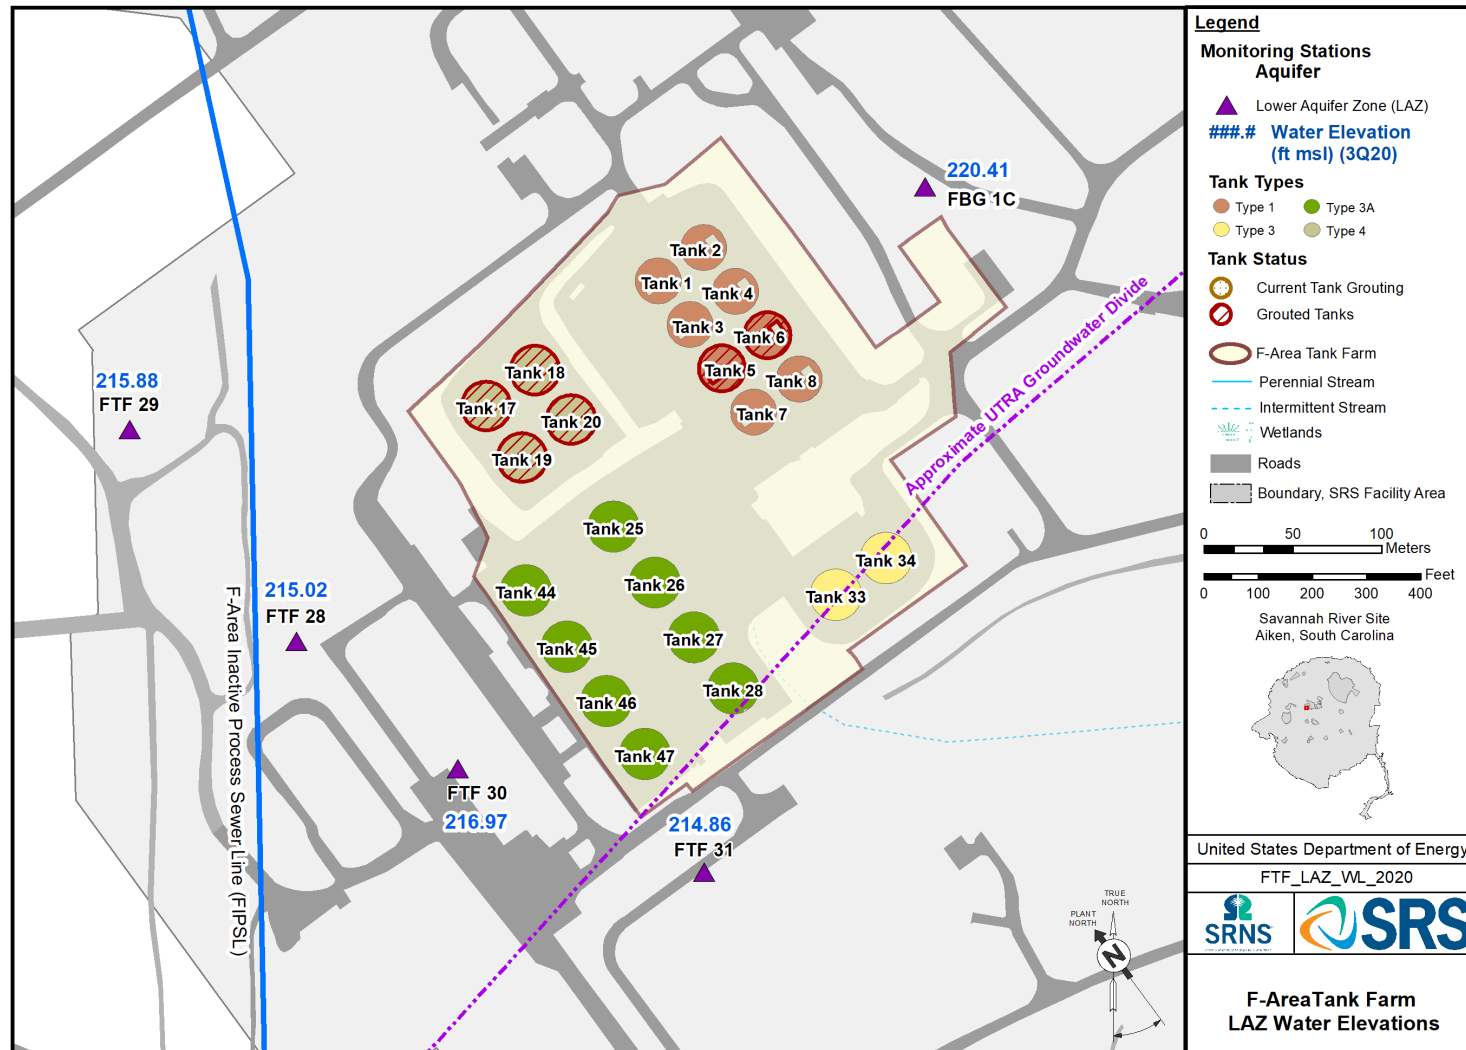 220.41
FBG 1C
Tank 2
Tank 1
Tank 4
Tank 3
Tank 6
Tank 5
Tank 8
Tank 7
Tank 18
Tank 17
Tank 20
Tank 19
215.88
FTF 29
Approximate UTRA Groundwater Divide
Tank 25
Tank 34
Tank 26
Tank 44
Tank 33
215.02
FTF 28
Tank 27
Tank 45
Tank 28
Tank 46
Tank 47
F-Area Inactive Process Sewer Line (FIPSL)
FTF 30
216.97
214.86
FTF 31
TRUE
NORTH
PLANT
NORTH
N
Legend
Monitoring Stations
Aquifer
Lower Aquifer Zone (LAZ)
###.# Water Elevation
(ft msl) (3Q20)
Tank Types
Type 1 Type 3A
Type 3 Type 4
Tank Status
Current Tank Grouting
Grouted Tanks
F-Area Tank Farm
Perennial Stream
Intermittent Stream
Wetlands
Roads
Boundary, SRS Facility Area
0 50 100
Meters
Feet
0 100 200 300 400
Savannah River Site
Aiken, South Carolina
United States Department of Energy
FTF_LAZ_WL_2020
SRNS
SRS
F-AreaTank Farm
LAZ Water Elevations